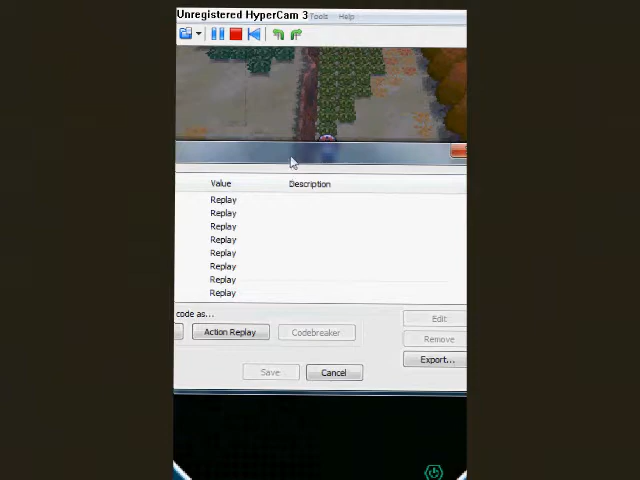 Unregistered HyperCam 3
Tools Help
Value Description
Replay
Replay
Replay
Replay
Replay
Replay
Replay
Replay
code as...
Edit
Action Replay Codebreaker
Remove
Export...
Save Cancel